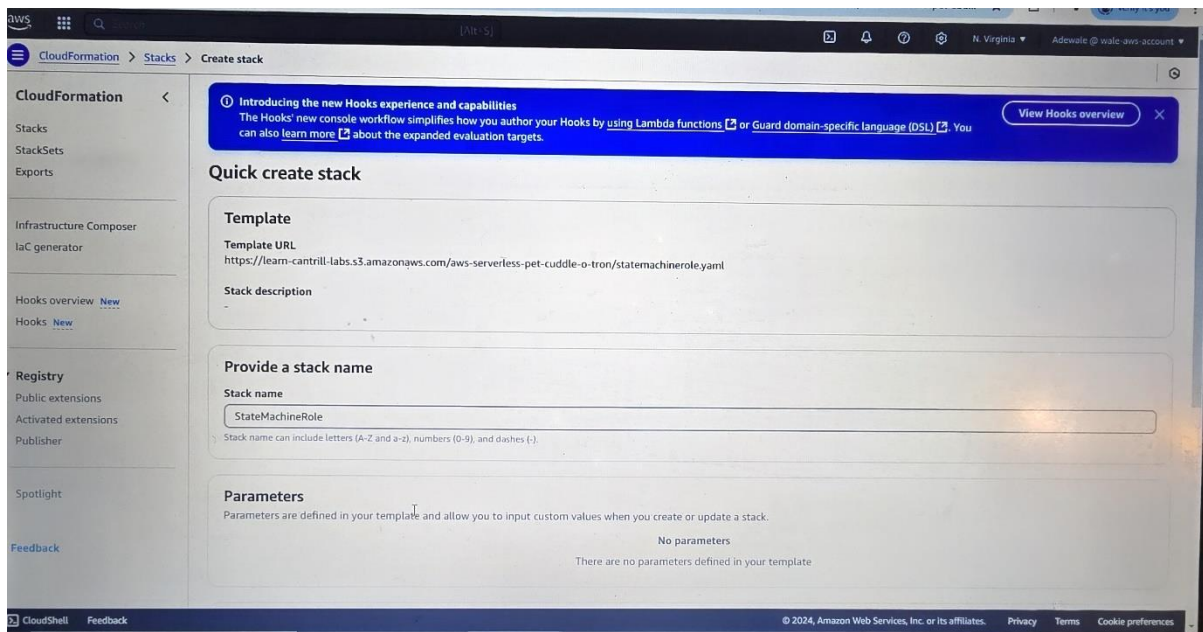 aws
[Alt+S]
N. Virginia
Adewale @ wale-aws-account
CloudFormation > Stacks > Create stack
CloudFormation
Stacks
StackSets
Exports
Infrastructure Composer
IaC generator
Hooks overview New
Hooks New
Registry
Public extensions
Activated extensions
Publisher
Spotlight
Feedback
Introducing the new Hooks experience and capabilities
The Hooks' new console workflow simplifies how you author your Hooks by using Lambda functions or Guard domain-specific language (DSL). You
can also learn more about the expanded evaluation targets.
View Hooks overview
Quick create stack
Template
Template URL
https://learn-cantrill-labs.s3.amazonaws.com/aws-serverless-pet-cuddle-o-tron/statemachinerole.yaml
Stack description
-
Provide a stack name
Stack name
StateMachineRole
Stack name can include letters (A-Z and a-z), numbers (0-9), and dashes (-).
Parameters
Parameters are defined in your template and allow you to input custom values when you create or update a stack.
No parameters
There are no parameters defined in your template
CloudShell Feedback
© 2024, Amazon Web Services, Inc. or its affiliates. Privacy Terms Cookie preferences